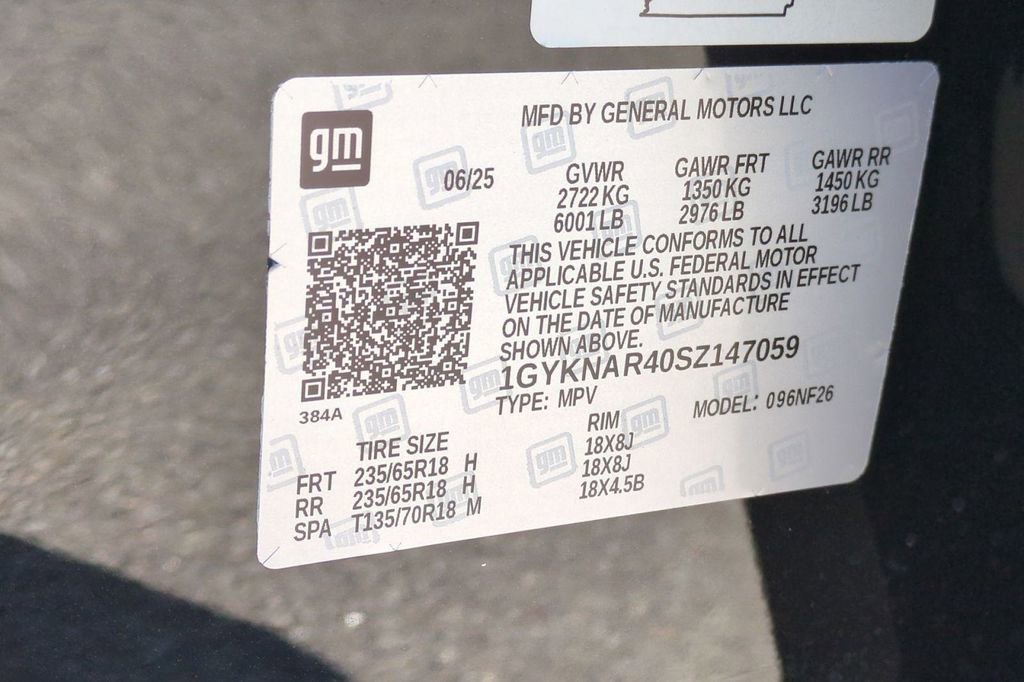 gm
MFD BY GENERAL MOTORS LLC
06/25
GVWR GAWR FRT GAWR RR
2722 KG 1350 KG 1450 KG
6001 LB 2976 LB 3196 LB
THIS VEHICLE CONFORMS TO ALL
APPLICABLE U.S. FEDERAL MOTOR
VEHICLE SAFETY STANDARDS IN EFFECT
ON THE DATE OF MANUFACTURE
SHOWN ABOVE.
1GYKNAR40SZ147059
384A
TYPE: MPV MODEL: 096NF26
TIRE SIZE RIM
FRT 235/65R18 H 18X8J
RR 235/65R18 H 18X8J
SPA T135/70R18 M 18X4.5B